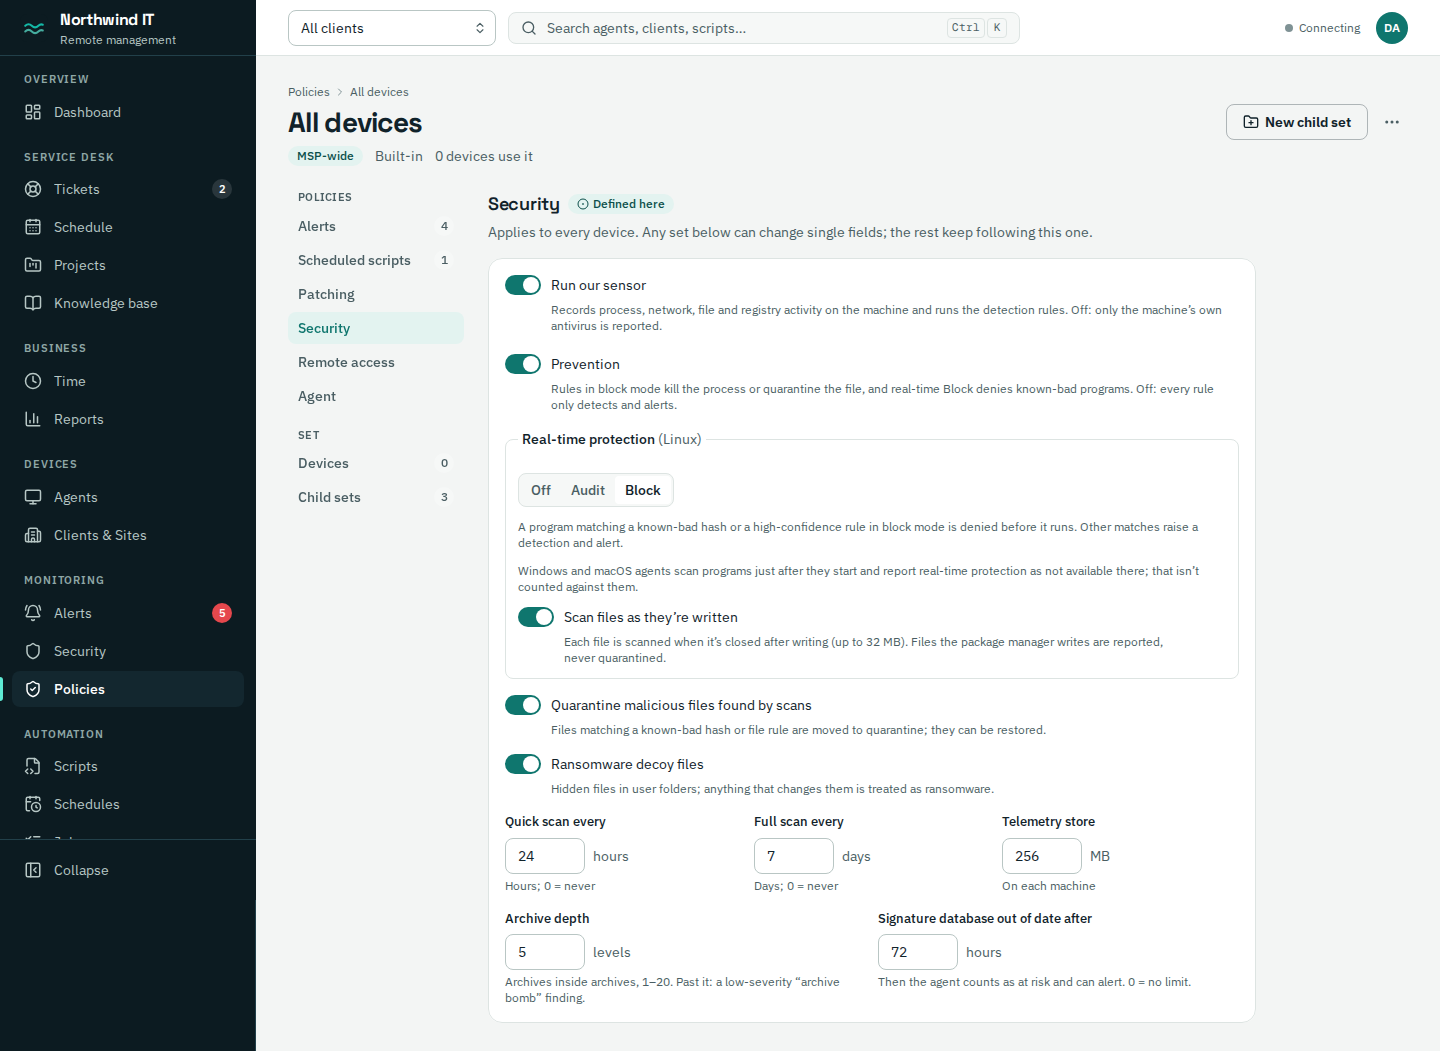 Northwind IT
Remote management
All clients
Search agents, clients, scripts...
Ctrl K
Connecting
DA
OVERVIEW
Dashboard
SERVICE DESK
Tickets 2
Schedule
Projects
Knowledge base
BUSINESS
Time
Reports
DEVICES
Agents
Clients & Sites
MONITORING
Alerts 5
Security
Policies
AUTOMATION
Scripts
Schedules
Collapse
Policies > All devices
All devices
New child set
MSP-wide Built-in 0 devices use it
POLICIES
Alerts 4
Scheduled scripts 1
Patching
Security
Remote access
Agent
SET
Devices 0
Child sets 3
Security Defined here
Applies to every device. Any set below can change single fields; the rest keep following this one.
Run our sensor
Records process, network, file and registry activity on the machine and runs the detection rules. Off: only the machine’s own
antivirus is reported.
Prevention
Rules in block mode kill the process or quarantine the file, and real-time Block denies known-bad programs. Off: every rule
only detects and alerts.
Real-time protection (Linux)
Off Audit Block
A program matching a known-bad hash or a high-confidence rule in block mode is denied before it runs. Other matches raise a
detection and alert.
Windows and macOS agents scan programs just after they start and report real-time protection as not available there; that isn’t
counted against them.
Scan files as they’re written
Each file is scanned when it’s closed after writing (up to 32 MB). Files the package manager writes are reported,
never quarantined.
Quarantine malicious files found by scans
Files matching a known-bad hash or file rule are moved to quarantine; they can be restored.
Ransomware decoy files
Hidden files in user folders; anything that changes them is treated as ransomware.
Quick scan every
24 hours
Hours; 0 = never
Full scan every
7 days
Days; 0 = never
Telemetry store
256 MB
On each machine
Archive depth
5 levels
Archives inside archives, 1–20. Past it: a low-severity “archive
bomb” finding.
Signature database out of date after
72 hours
Then the agent counts as at risk and can alert. 0 = no limit.